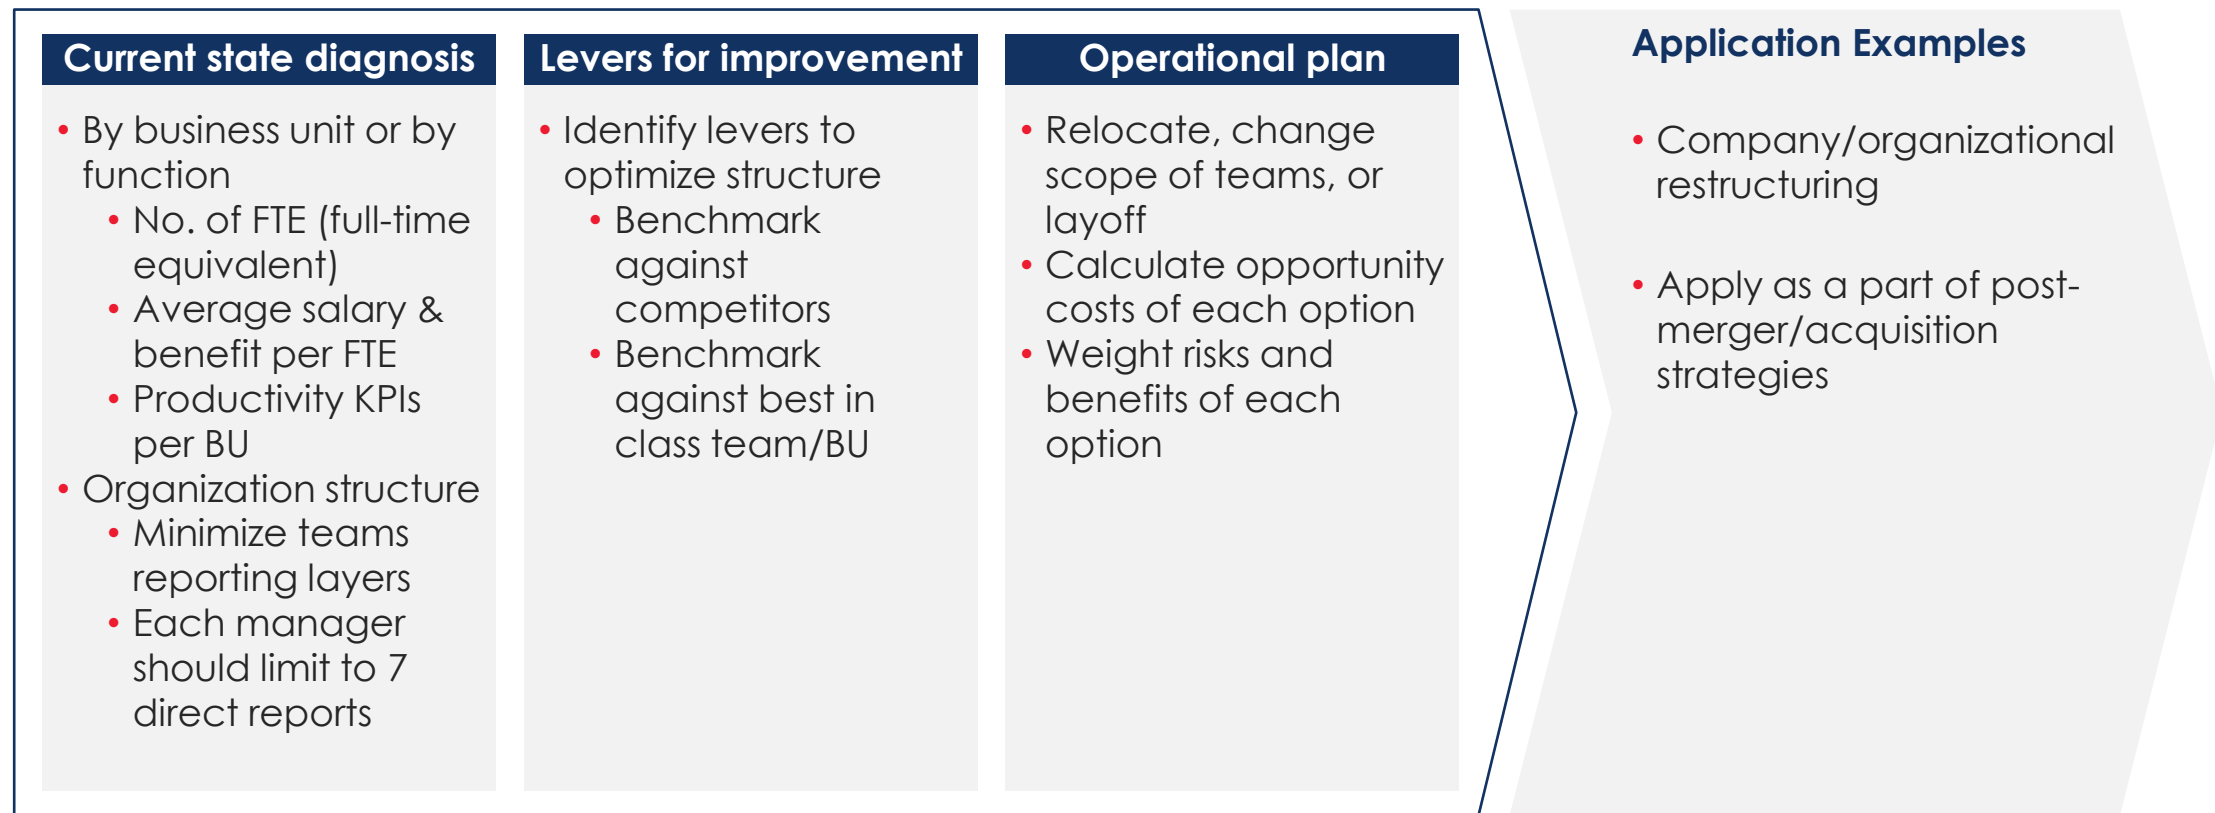 Current state diagnosis
• By business unit or by
function
• No. of FTE (full-time
equivalent)
• Average salary &
benefit per FTE
• Productivity KPIs
per BU
• Organization structure
• Minimize teams
reporting layers
• Each manager
should limit to 7
direct reports
Levers for improvement
• Identify levers to
optimize structure
• Benchmark
against
competitors
• Benchmark
against best in
class team/BU
Operational plan
• Relocate, change
scope of teams, or
layoff
• Calculate opportunity
costs of each option
• Weight risks and
benefits of each
option
Application Examples
• Company/organizational
restructuring
• Apply as a part of post-
merger/acquisition
strategies